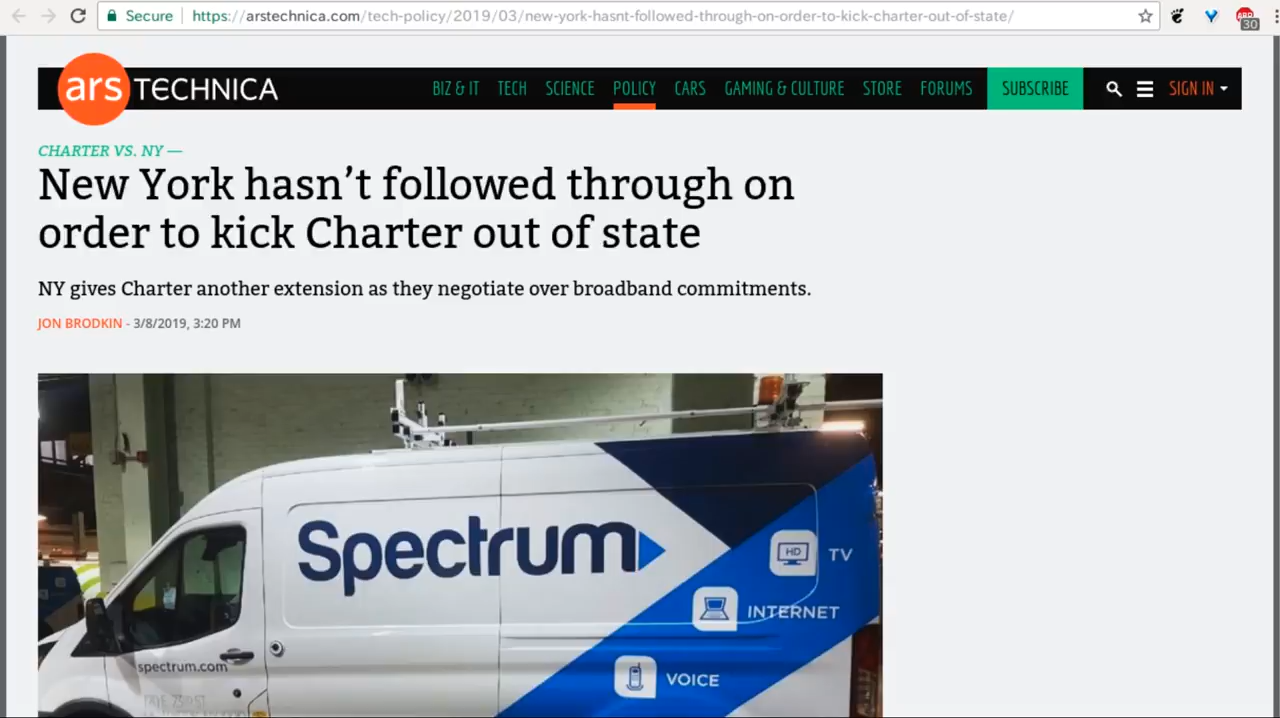 Secure https://arstechnica.com/tech-policy/2019/03/new-york-hasnt-followed-through-on-order-to-kick-charter-out-of-state/
ABP
30
ars TECHNICA BIZ & IT TECH SCIENCE POLICY CARS GAMING & CULTURE STORE FORUMS SUBSCRIBE SIGN IN
CHARTER VS. NY —
New York hasn’t followed through on
order to kick Charter out of state
NY gives Charter another extension as they negotiate over broadband commitments.
JON BRODKIN - 3/8/2019, 3:20 PM
Spectrum
HD TV
INTERNET
VOICE
spectrum.com